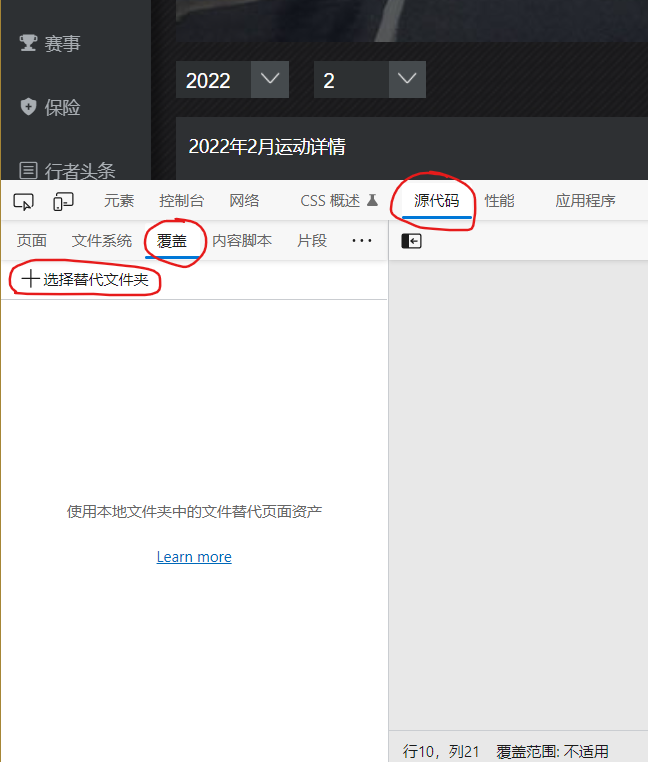 赛事
保险
行者头条
2022 2
2022年2月运动详情
元素 控制台 网络 CSS 概述 源代码 性能 应用程序
页面 文件系统 覆盖 内容脚本 片段 ···
+选择替代文件夹
使用本地文件夹中的文件替代页面资产
Learn more
行10，列21 覆盖范围: 不适用